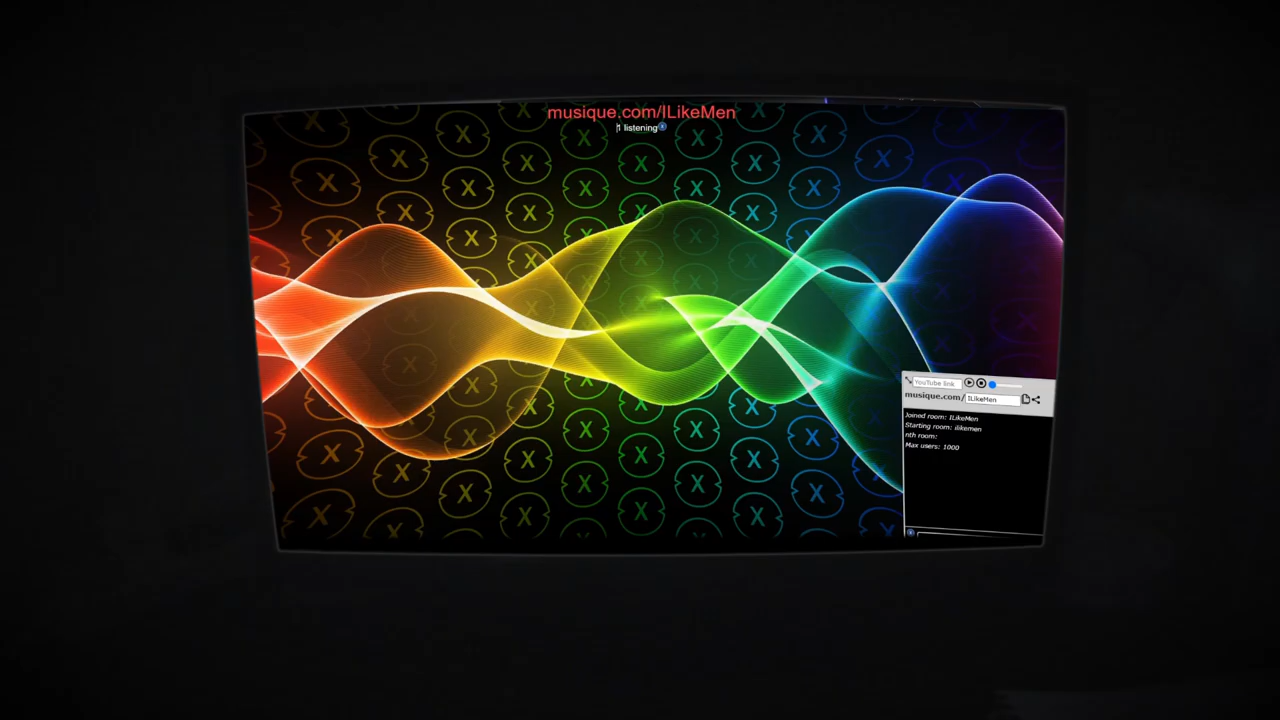 musique.com/ILikeMen
1 listening
YouTube link
musique.com/ ILikeMen
Joined room: ILikeMen
Starting room: ilikemen
nth room:
Max users: 1000